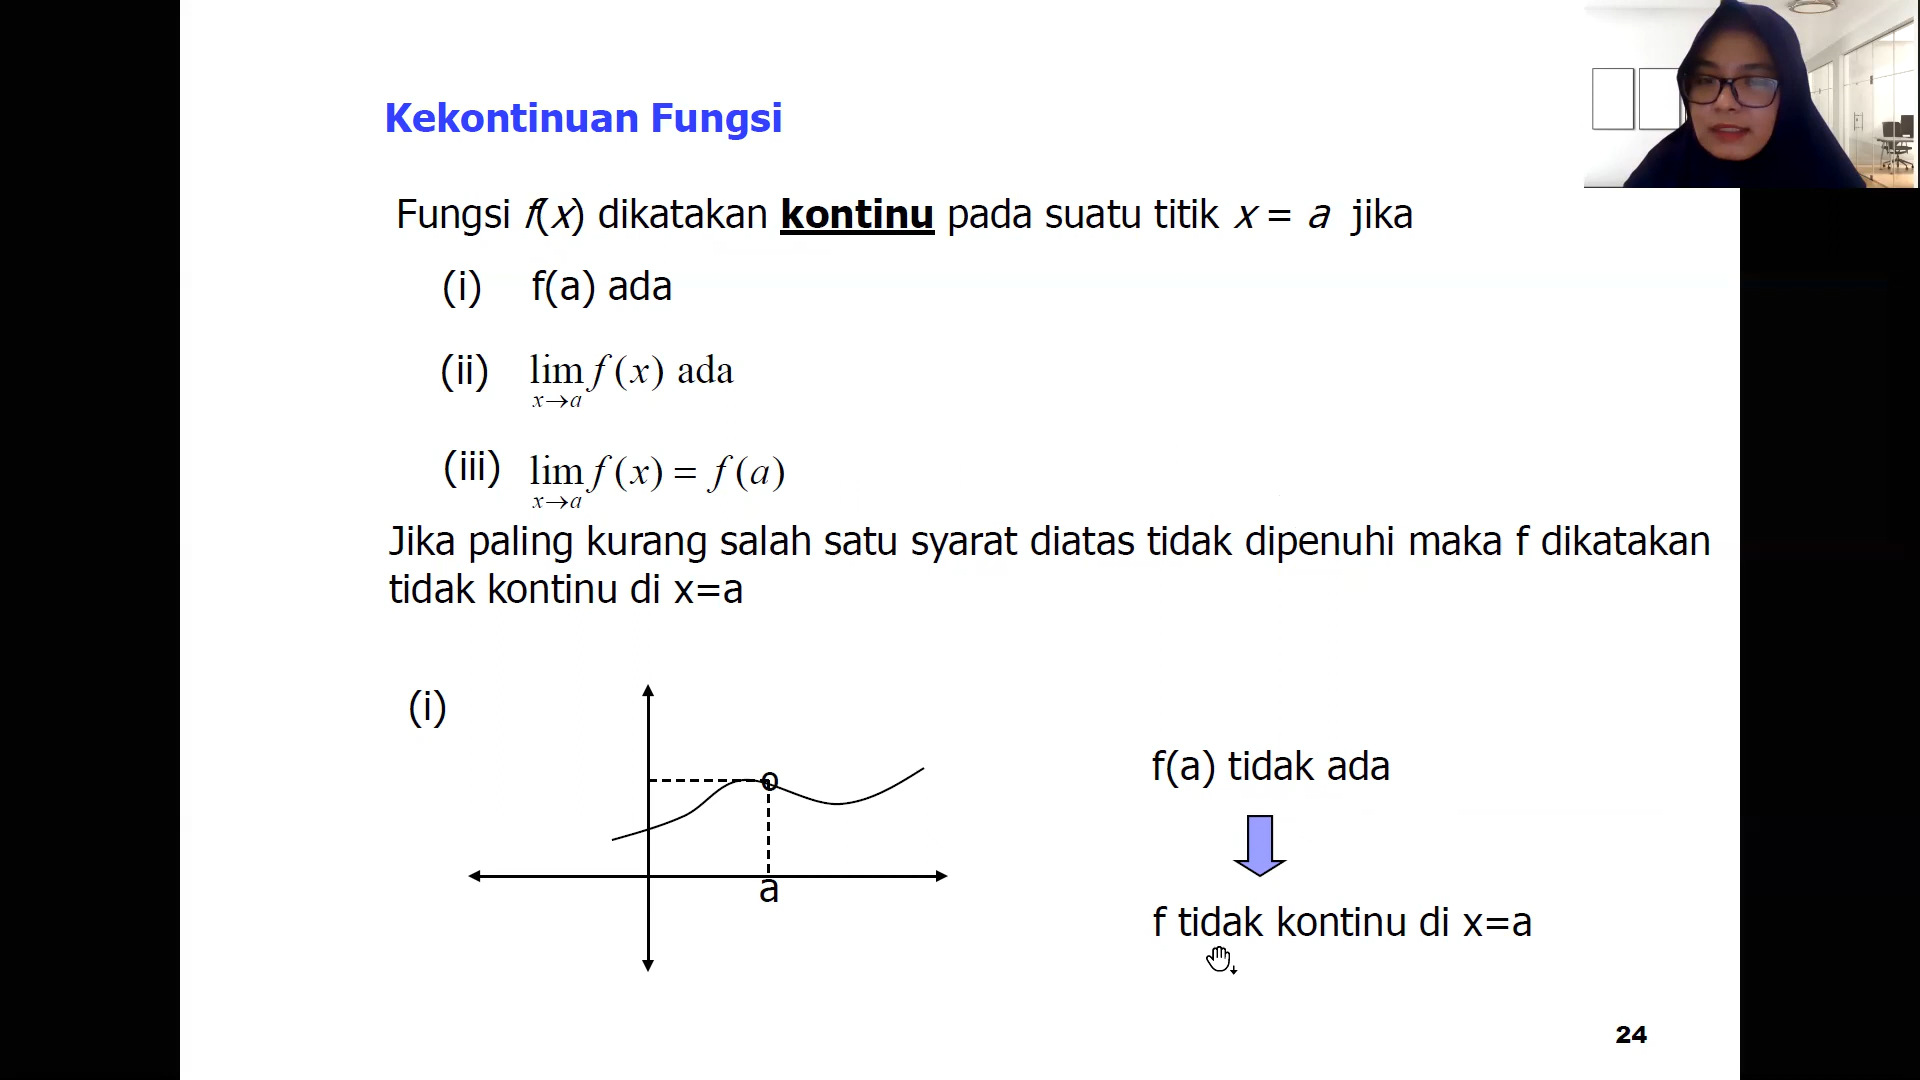 Kekontinuan Fungsi
Fungsi f(x) dikatakan kontinu pada suatu titik x = a jika
(i) f(a) ada
(ii) lim f(x) ada
x→a
(iii) lim f(x) = f(a)
x→a
Jika paling kurang salah satu syarat diatas tidak dipenuhi maka f dikatakan
tidak kontinu di x=a
(i)
f(a) tidak ada
a
f tidak kontinu di x=a
24